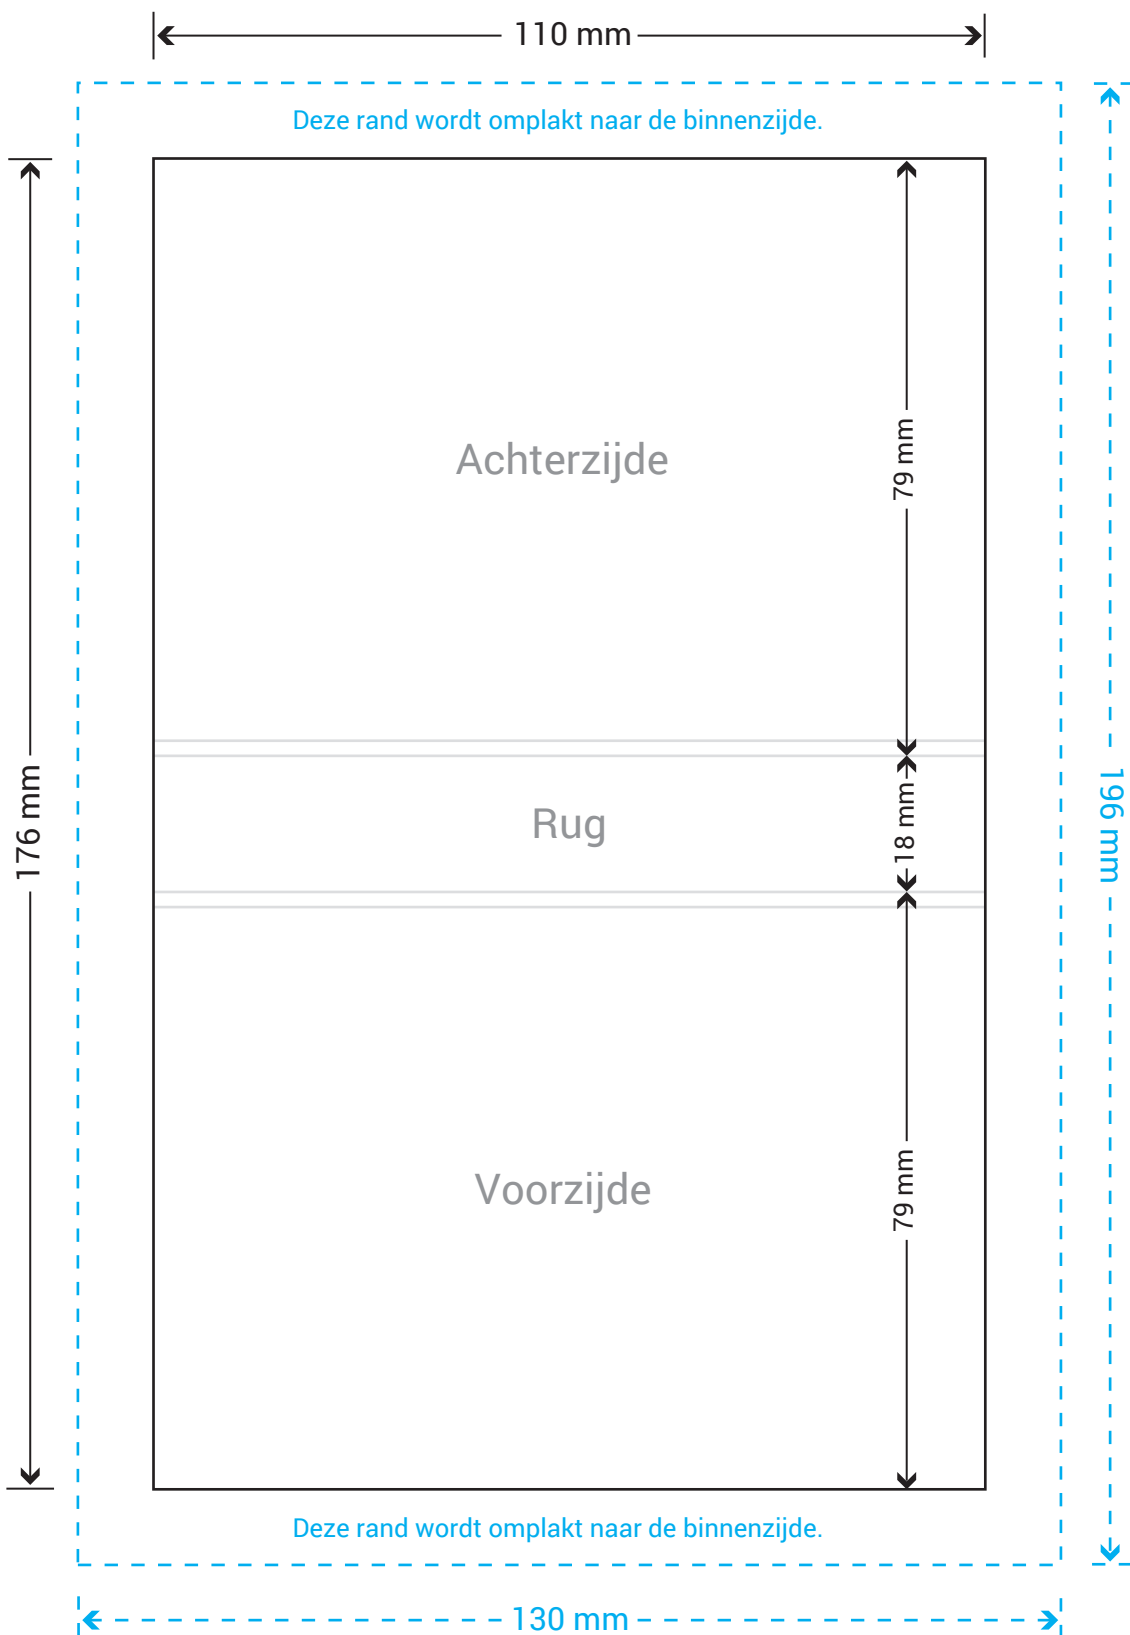 110 mm
Deze rand wordt omplakt naar de binnenzijde.
Achterzijde
79 mm
176 mm
Rug
18 mm
196 mm
Voorzijde
79 mm
Deze rand wordt omplakt naar de binnenzijde.
130 mm